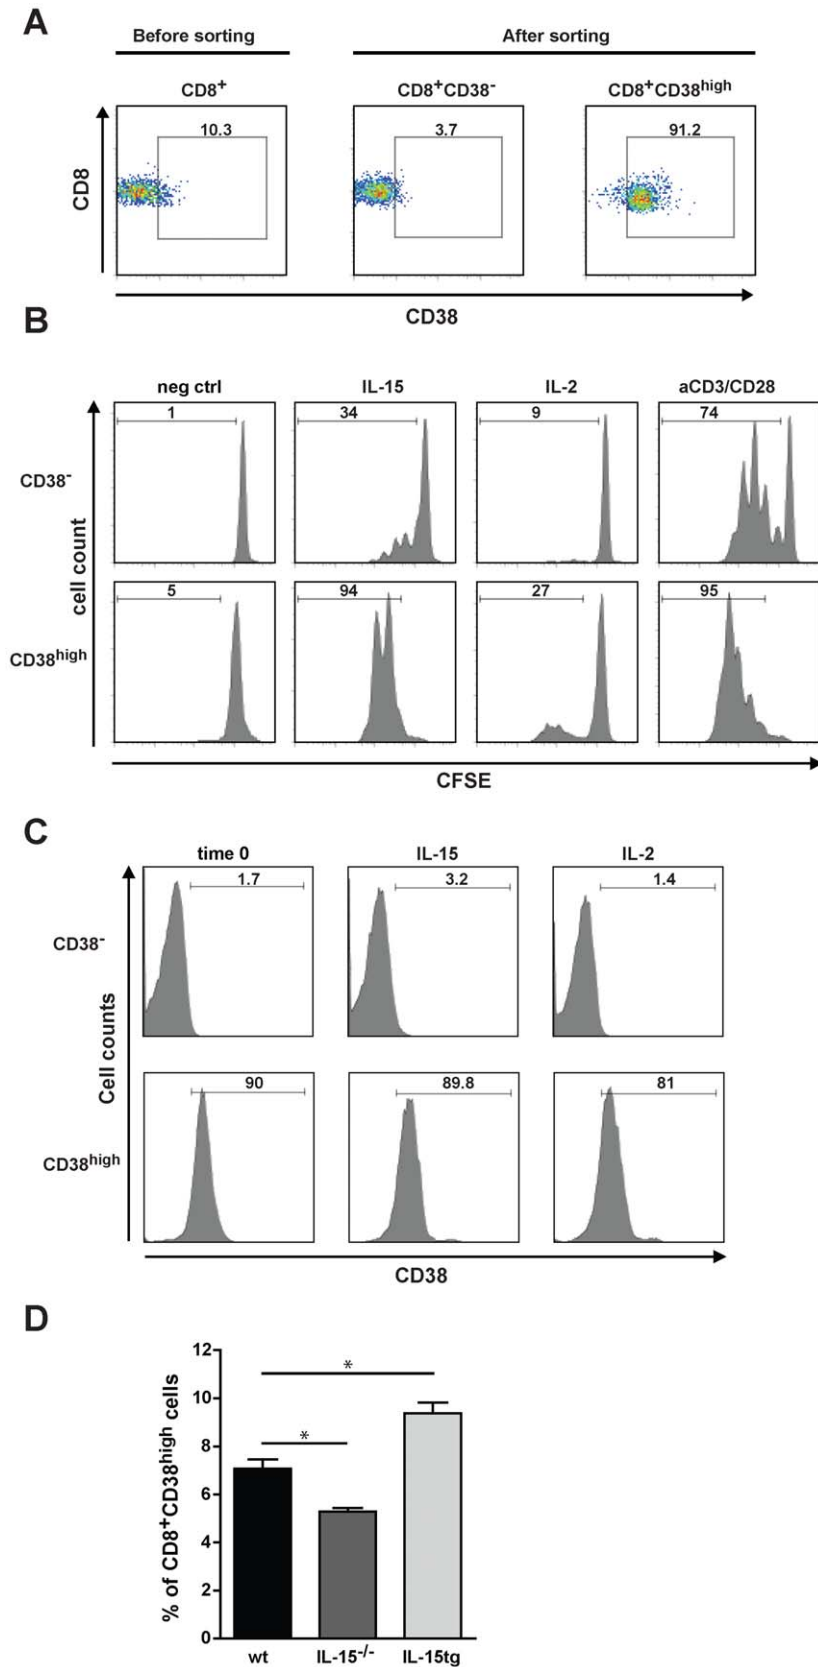 A
Before sorting After sorting
CD8+ CD8+CD38- CD8+CD38high
10.3 3.7 91.2
CD8
CD38
B
neg ctrl IL-15 IL-2 aCD3/CD28
1 34 9 74
CD38-
cell count
5 94 27 95
CD38high
CFSE
C
time 0 IL-15 IL-2
1.7 3.2 1.4
CD38-
Cell counts
90 89.8 81
CD38high
CD38
D
% of CD8+CD38high cells
12
10
8
6
4
2
0
*
*
wt IL-15-/- IL-15tg